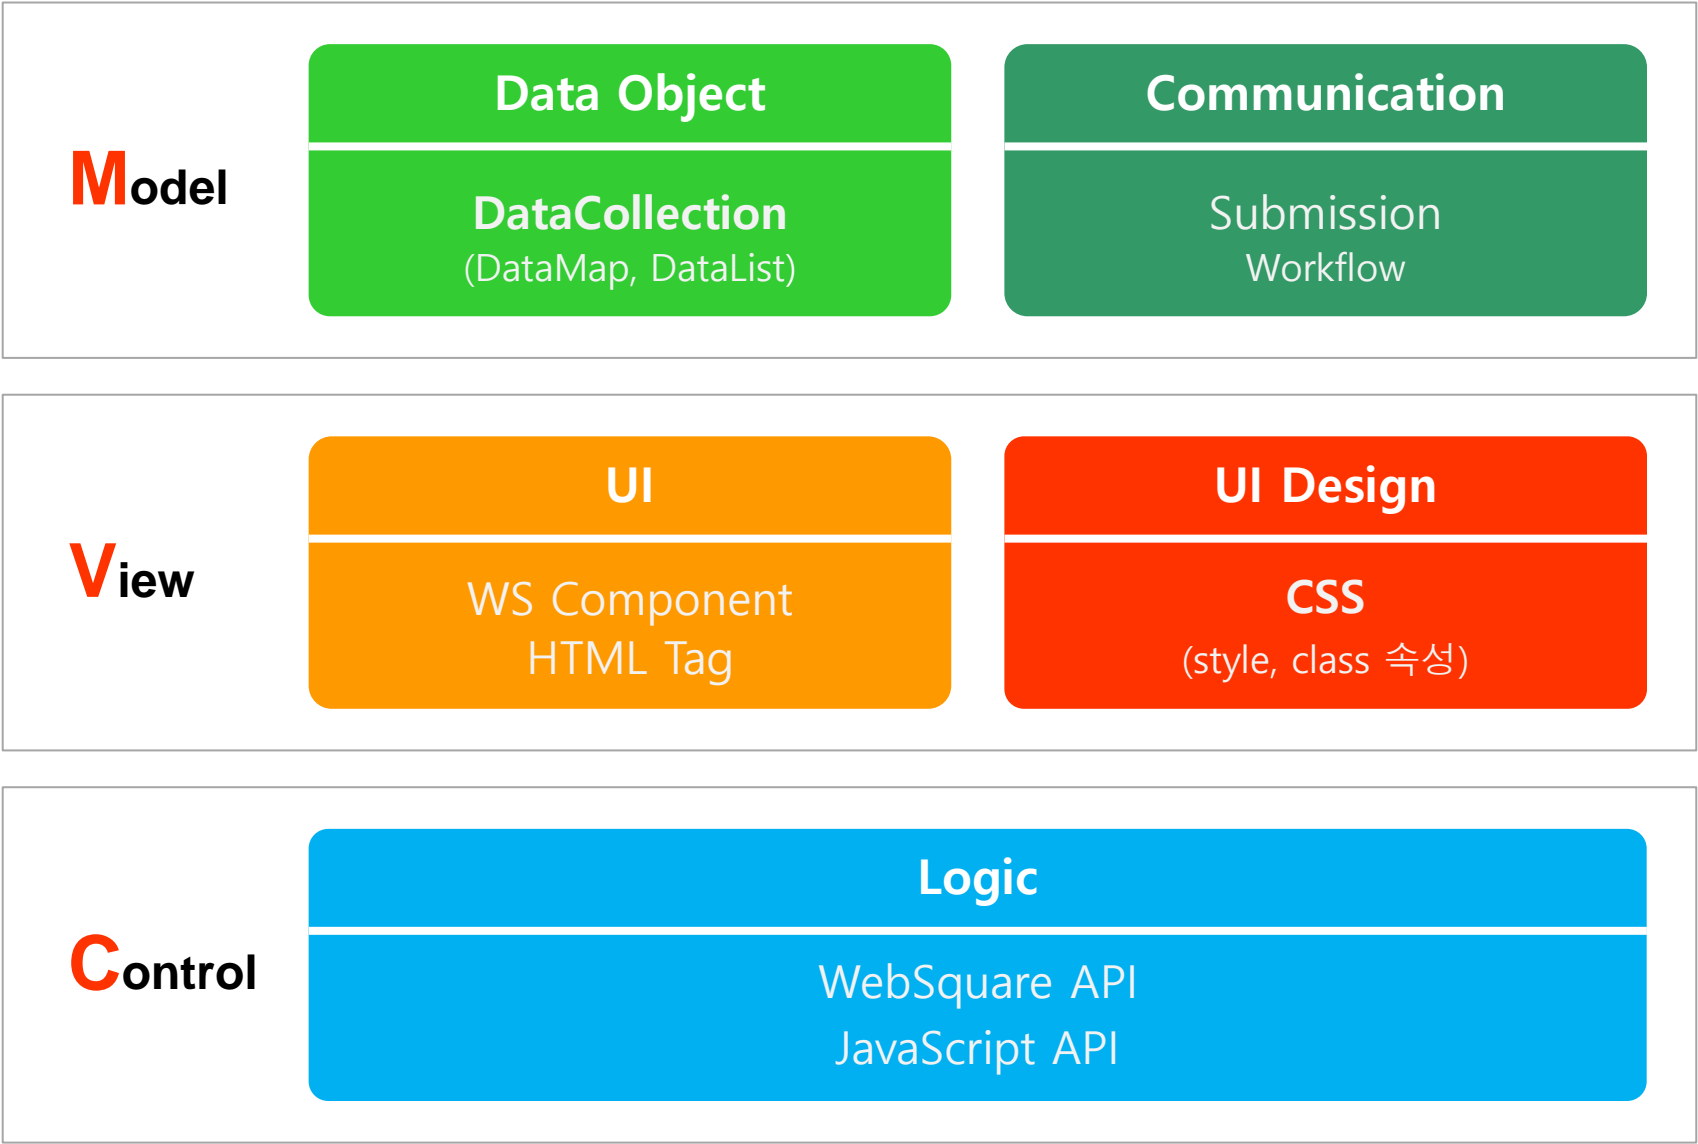 Model
Data Object
DataCollection
(DataMap, DataList)
Communication
Submission
Workflow
View
UI
WS Component
HTML Tag
UI Design
CSS
(style, class 속성)
Control
Logic
WebSquare API
JavaScript API